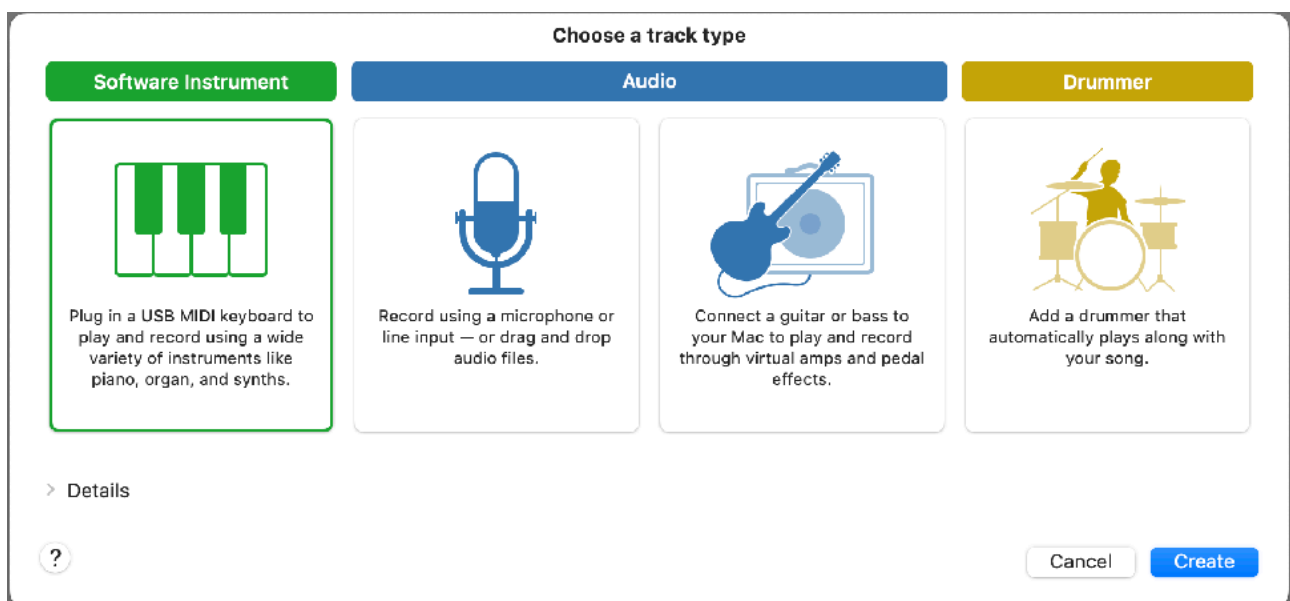 Choose a track type
Software Instrument
Audio
Drummer
Plug in a USB MIDI keyboard to
play and record using a wide
variety of instruments like
piano, organ, and synths.
Record using a microphone or
line input — or drag and drop
audio files.
Connect a guitar or bass to
your Mac to play and record
through virtual amps and pedal
effects.
Add a drummer that
automatically plays along with
your song.
Details
?
Cancel
Create